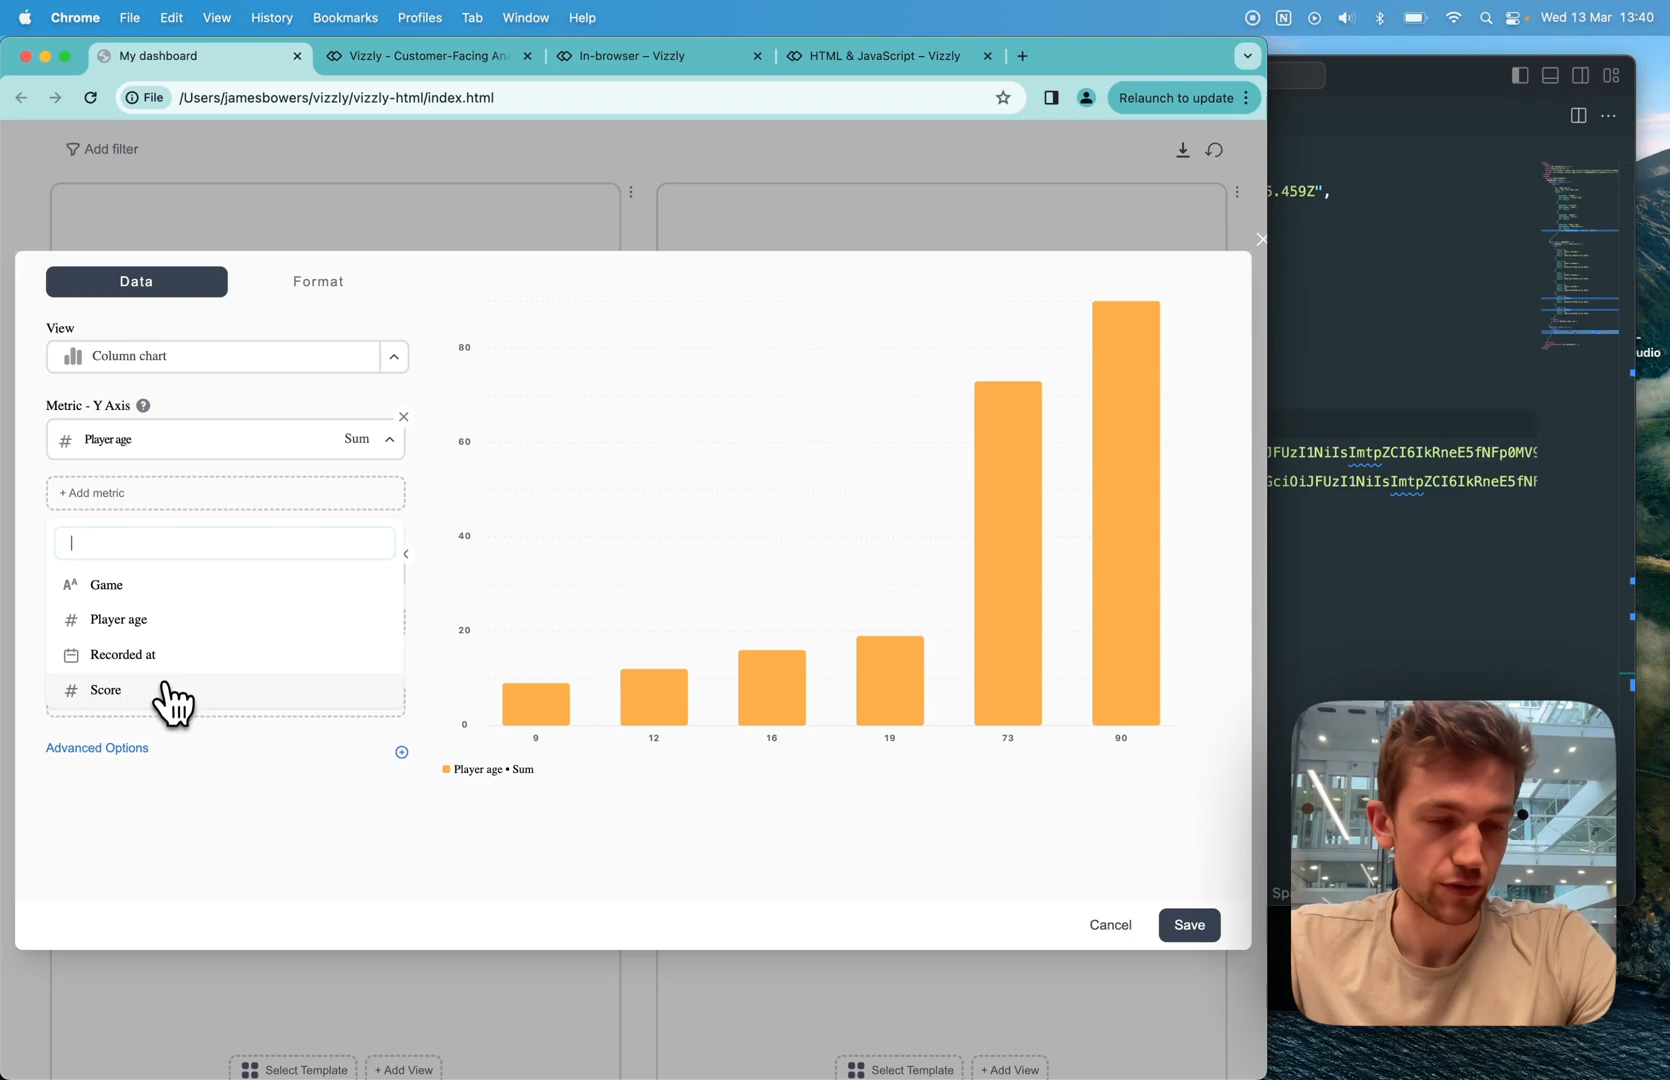 Chrome File Edit View History Bookmarks Profiles Tab Window Help Wed 13 Mar 13:40
My dashboard Vizzly - Customer-Facing Ana In-browser – Vizzly HTML & JavaScript – Vizzly
File /Users/jamesbowers/vizzly/vizzly-html/index.html Relaunch to update
Add filter
5.459Z",
Data Format
View
Column chart
Metric - Y Axis ?
# Player age Sum
+ Add metric
Game
# Player age
Recorded at
# Score
Advanced Options
80
60
40
20
0
9 12 16 19 73 90
Player age • Sum
Cancel Save
Select Template + Add View Select Template + Add View
udio